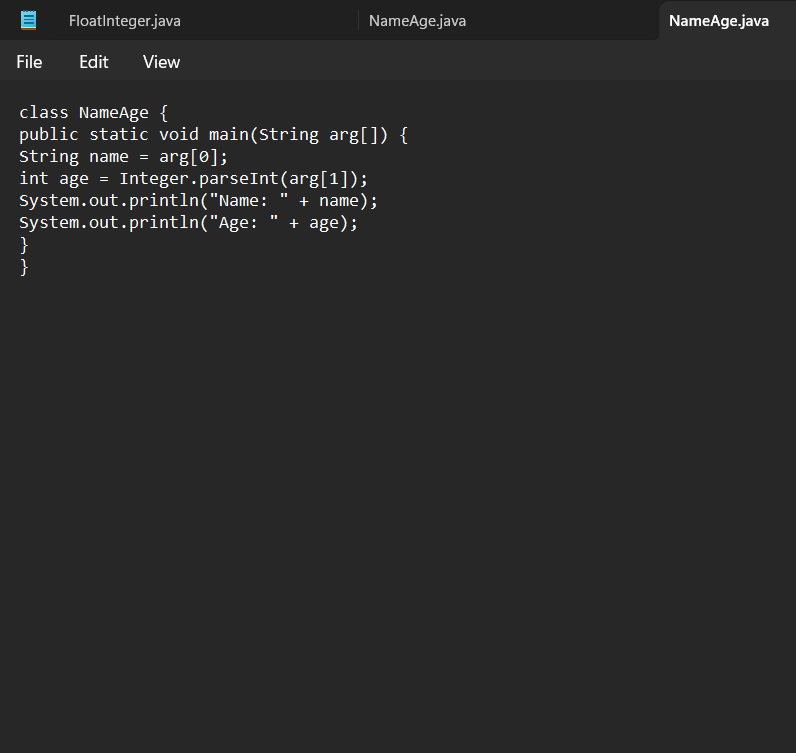 FloatInteger.java NameAge.java NameAge.java
File Edit View
class NameAge {
public static void main(String arg[]) {
String name = arg[0];
int age = Integer.parseInt(arg[1]);
System.out.println("Name: " + name);
System.out.println("Age: " + age);
}
}